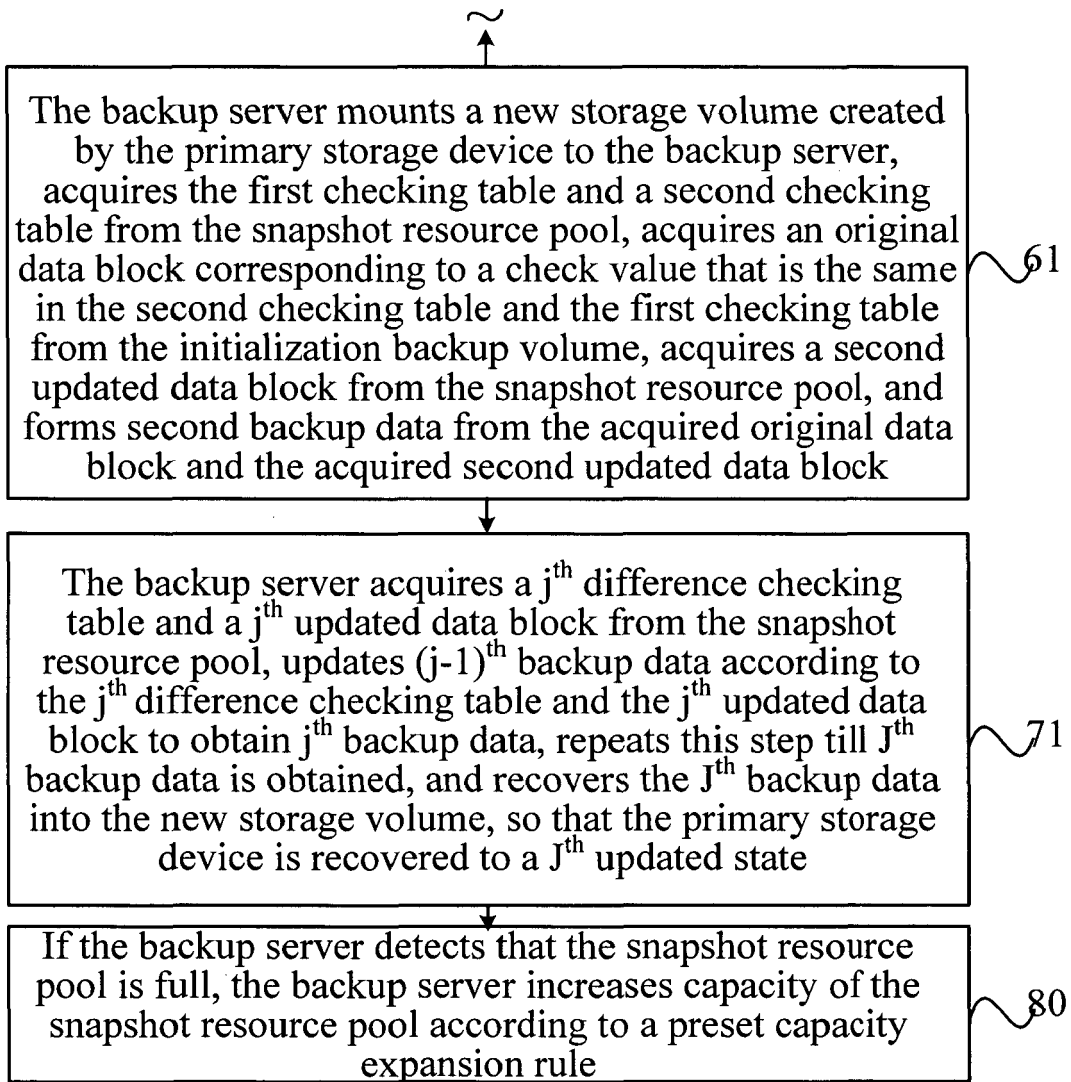 The backup server mounts a new storage volume created
by the primary storage device to the backup server,
acquires the first checking table and a second checking
table from the snapshot resource pool, acquires an original
data block corresponding to a check value that is the same
in the second checking table and the first checking table
from the initialization backup volume, acquires a second
updated data block from the snapshot resource pool, and
forms second backup data from the acquired original data
block and the acquired second updated data block
61
The backup server acquires a jth difference checking
table and a jth updated data block from the snapshot
resource pool, updates (j-1)th backup data according to
the jth difference checking table and the jth updated data
block to obtain jth backup data, repeats this step till Jth
backup data is obtained, and recovers the Jth backup data
into the new storage volume, so that the primary storage
device is recovered to a Jth updated state
71
If the backup server detects that the snapshot resource
pool is full, the backup server increases capacity of the
snapshot resource pool according to a preset capacity
expansion rule
80